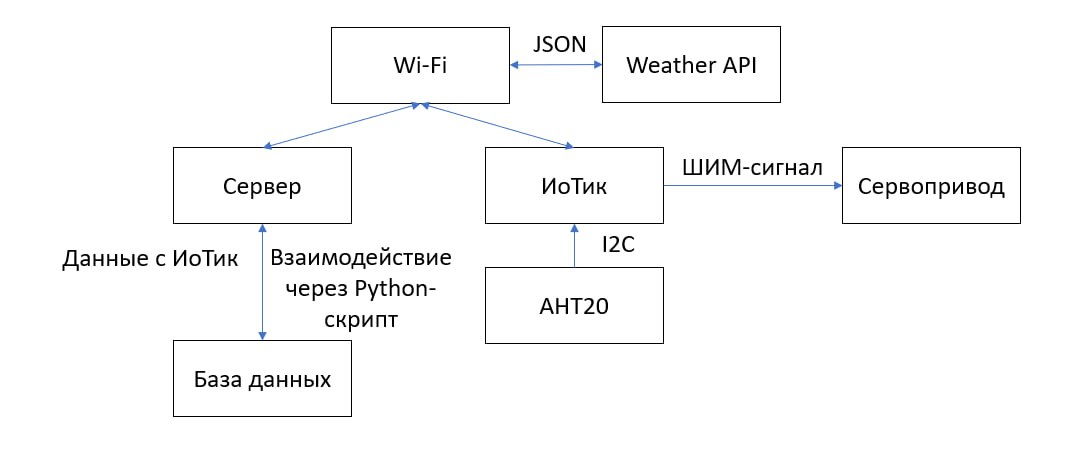 JSON
Wi-Fi
Weather API
Сервер
ИоТик
ШИМ-сигнал
Сервопривод
Данные с ИоТик
Взаимодействие
через Python-
скрипт
I2C
AHT20
База данных